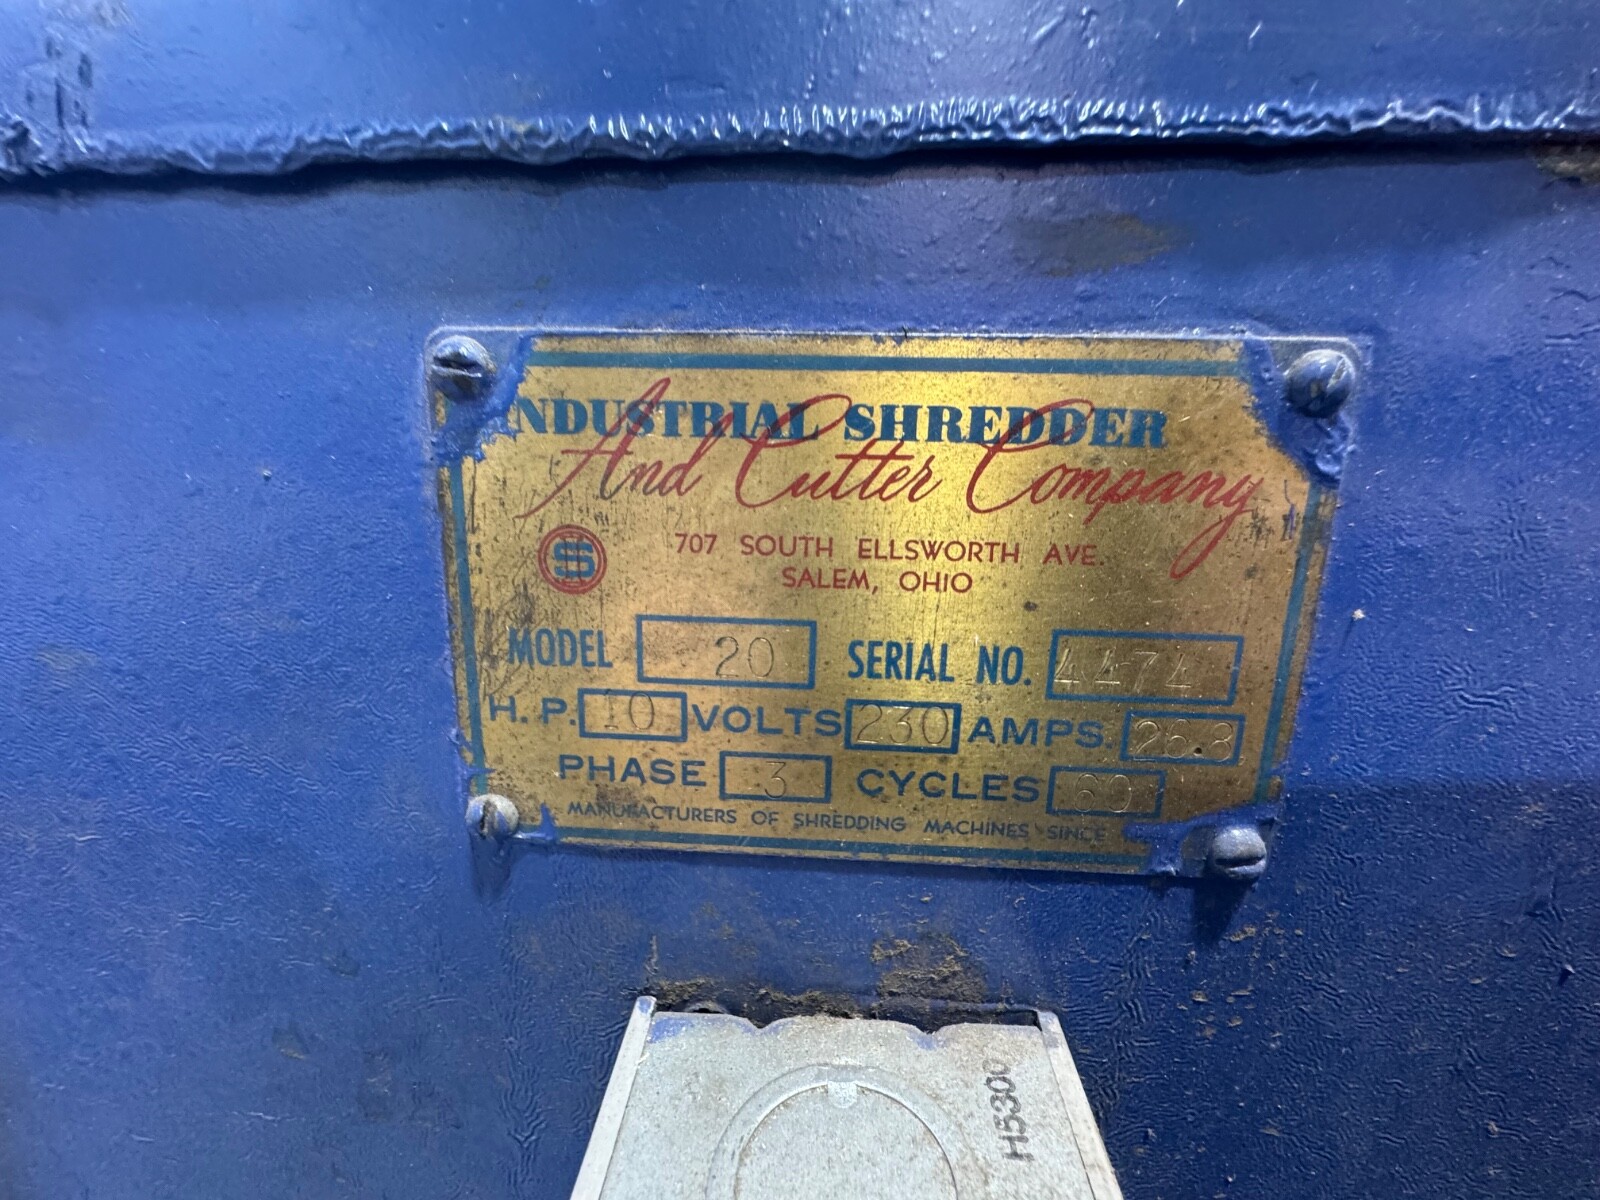 INDUSTRIAL SHREDDER
And Cutter Company
S
707 SOUTH ELLSWORTH AVE.
SALEM, OHIO
MODEL 20 SERIAL NO. 4474
H. P. 10 VOLTS 230 AMPS. 26.8
PHASE 3 CYCLES 60
MANUFACTURERS OF SHREDDING MACHINES SINCE
H5300